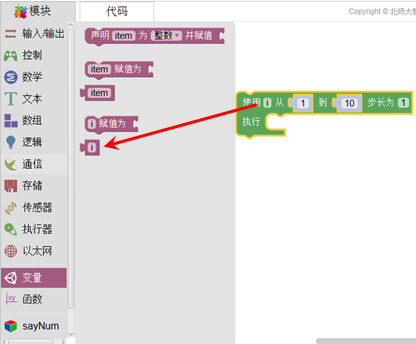 模块
代码
Copyright © 北师大教
输入/输出
控制
数学
文本
数组
逻辑
通信
存储
传感器
执行器
以太网
变量
函数
sayNum
声明 item 为 整数 并赋值
item 赋值为
item
i 赋值为
i
使用 i 从 1 到 10 步长为 1
执行